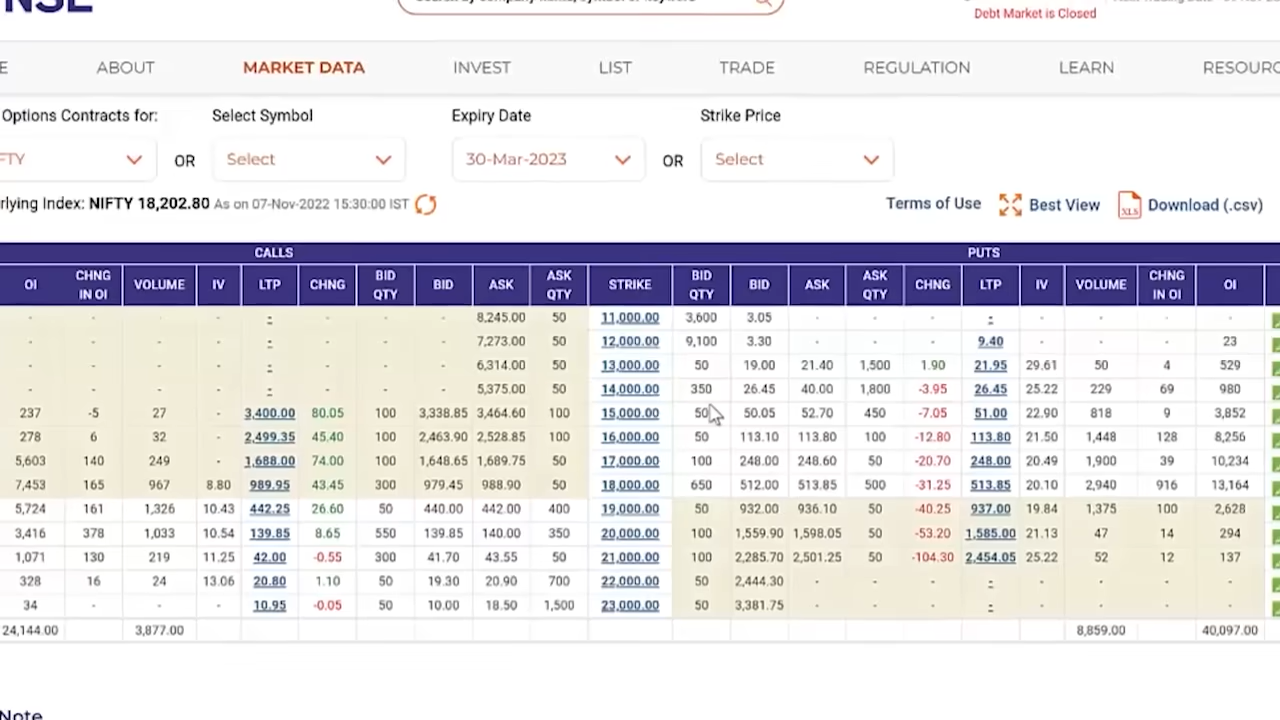 NSE
Debt Market is Closed
E ABOUT MARKET DATA INVEST LIST TRADE REGULATION LEARN RESOURC
Options Contracts for: Select Symbol Expiry Date Strike Price
FTY OR Select 30-Mar-2023 OR Select
rlying Index: NIFTY 18,202.80 As on 07-Nov-2022 15:30:00 IST Terms of Use XLS Best View Download (.csv)
CALLS PUTS
OI CHNG IN OI VOLUME IV LTP CHNG BID QTY BID ASK ASK QTY STRIKE BID QTY BID ASK ASK QTY CHNG LTP IV VOLUME CHNG IN OI OI
- - - - - - - - 8,245.00 50 11,000.00 3,600 3.05 - - - - - - - - -
- - - - - - - - 7,273.00 50 12,000.00 9,100 3.30 - - - 9.40 - - - 23
- - - - - - - - 6,314.00 50 13,000.00 50 19.00 21.40 1,500 1.90 21.95 29.61 50 4 529
- - - - - - - - 5,375.00 50 14,000.00 350 26.45 40.00 1,800 -3.95 26.45 25.22 229 69 980
237 -5 27 - 3,400.00 80.05 100 3,338.85 3,464.60 100 15,000.00 50 50.05 52.70 450 -7.05 51.00 22.90 818 9 3,852
278 6 32 - 2,499.35 45.40 100 2,463.90 2,528.85 100 16,000.00 50 113.10 113.80 100 -12.80 113.80 21.50 1,448 128 8,256
5,603 140 249 - 1,688.00 74.00 100 1,648.65 1,689.75 50 17,000.00 100 248.00 248.60 50 -20.70 248.00 20.49 1,900 39 10,234
7,453 165 967 8.80 989.95 43.45 300 979.45 988.90 50 18,000.00 650 512.00 513.85 500 -31.25 513.85 20.10 2,940 916 13,164
5,724 161 1,326 10.43 442.25 26.60 50 440.00 442.00 400 19,000.00 50 932.00 936.10 50 -40.25 937.00 19.84 1,375 100 2,628
3,416 378 1,033 10.54 139.85 8.65 550 139.85 140.00 350 20,000.00 100 1,559.90 1,598.05 50 -53.20 1,585.00 21.13 47 14 294
1,071 130 219 11.25 42.00 -0.55 300 41.70 43.55 50 21,000.00 100 2,285.70 2,501.25 50 -104.30 2,454.05 25.22 52 12 137
328 16 24 13.06 20.80 1.10 50 19.30 20.90 700 22,000.00 50 2,444.30 - - - - - - - -
34 - - - 10.95 -0.05 50 10.00 18.50 1,500 23,000.00 50 3,381.75 - - - - - - - -
24,144.00 3,877.00 8,859.00 40,097.00
Note